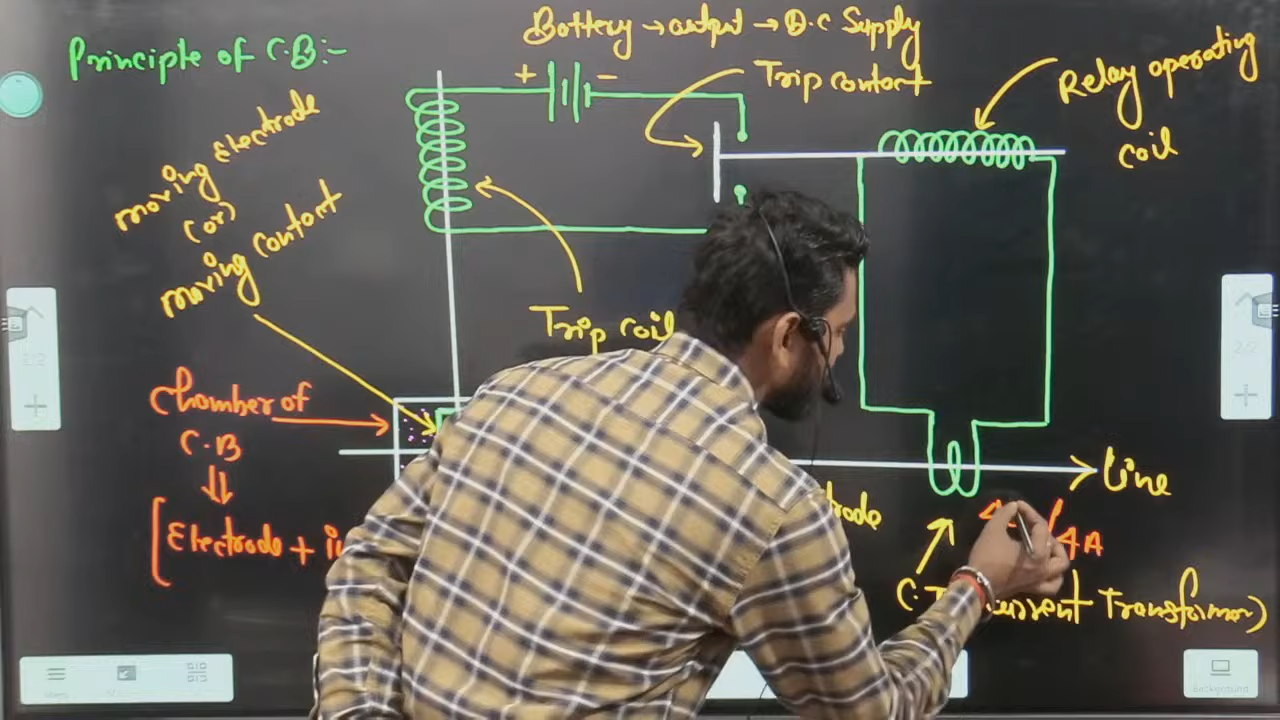 Principle of C.B:-
Battery → output → D.C Supply
+ -
Trip contact
Relay operating
coil
moving Electrode
(or)
moving contact
Trip coil
Chamber of
C.B
[Electrode +
Line
4A
Transformer)
Background